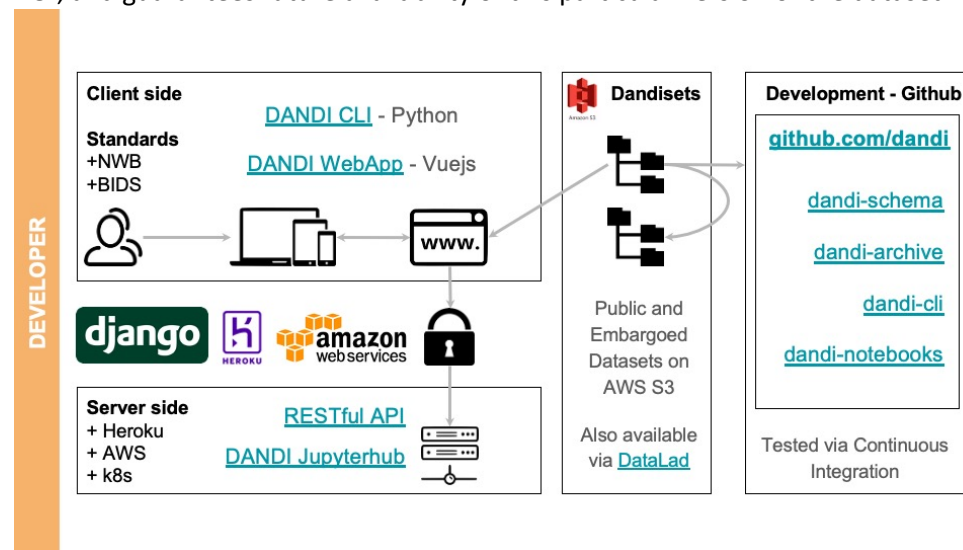 DEVELOPER
Client side
DANDI CLI - Python
Standards
+NWB
+BIDS
DANDI WebApp - Vuejs
www.
django
HEROKU
amazon
webservices
Server side
+ Heroku
+ AWS
+ k8s
RESTful API
DANDI Jupyterhub
Amazon S3
Dandisets
Public and
Embargoed
Datasets on
AWS S3
Also available
via DataLad
Development - Github
github.com/dandi
dandi-schema
dandi-archive
dandi-cli
dandi-notebooks
Tested via Continuous
Integration